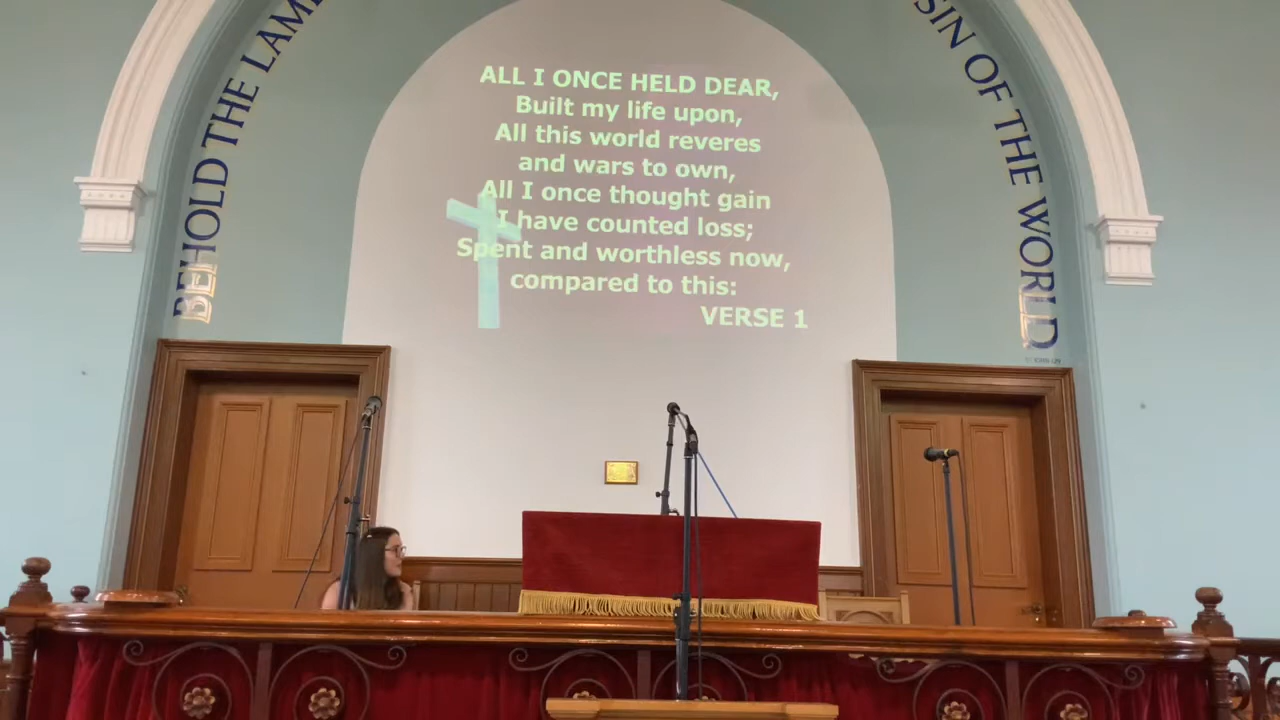 BEHOLD THE LAMB
SIN OF THE WORLD
ALL I ONCE HELD DEAR,
Built my life upon,
All this world reveres
and wars to own,
All I once thought gain
I have counted loss;
Spent and worthless now,
compared to this:
VERSE 1